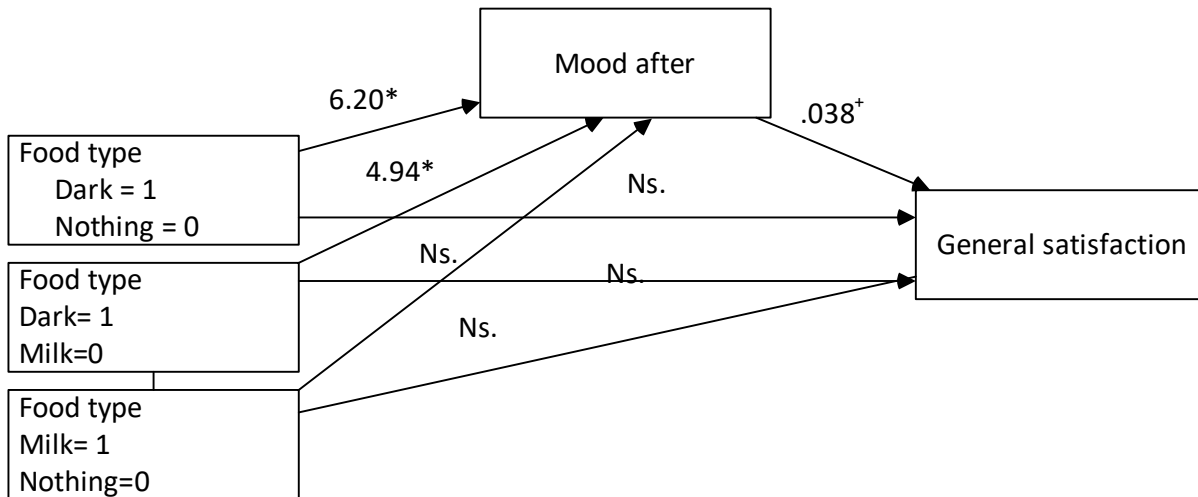 Mood after
6.20*
.038+
Food type
Dark = 1
Nothing = 0
4.94*
Ns.
General satisfaction
Food type
Dark= 1
Milk=0
Ns.
Ns.
Ns.
Food type
Milk= 1
Nothing=0